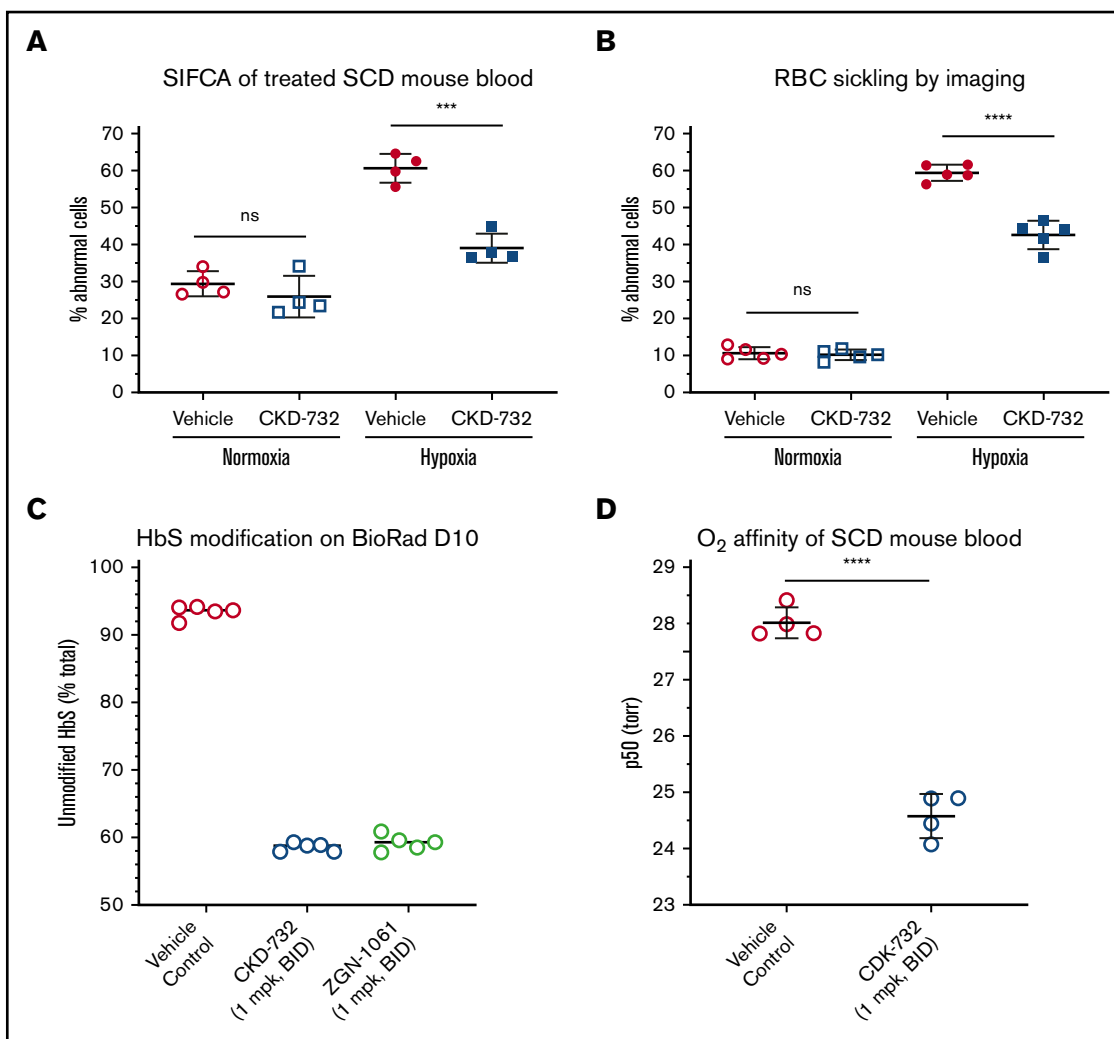 A
SIFCA of treated SCD mouse blood
% abnormal cells
70
60
50
40
30
20
10
0
ns
***
Vehicle CKD-732 Vehicle CKD-732
Normoxia Hypoxia
B
RBC sickling by imaging
% abnormal cells
70
60
50
40
30
20
10
0
ns
****
Vehicle CKD-732 Vehicle CKD-732
Normoxia Hypoxia
C
HbS modification on BioRad D10
Unmodified HbS (% total)
100
90
80
70
60
50
Vehicle
Control
CKD-732
(1 mpk, BID)
ZGN-1061
(1 mpk, BID)
D
O2 affinity of SCD mouse blood
p50 (torr)
29
28
27
26
25
24
23
****
Vehicle
Control
CDK-732
(1 mpk, BID)